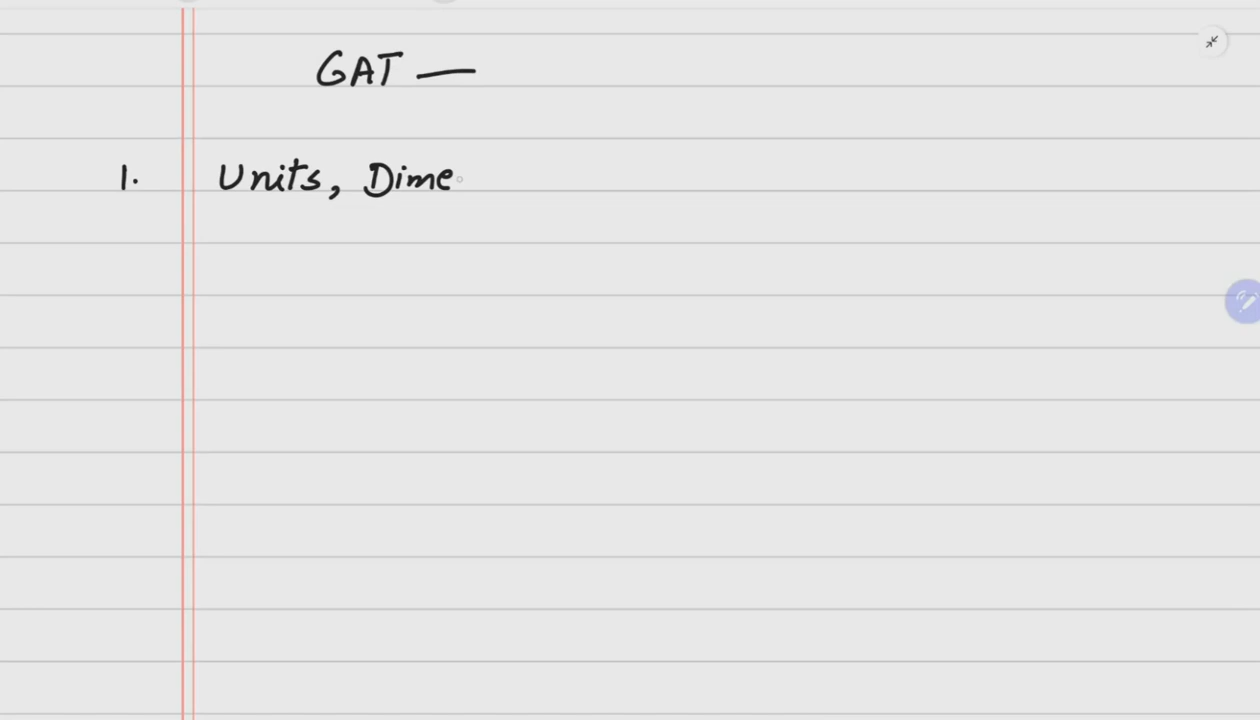 GAT —
1. Units, Dime